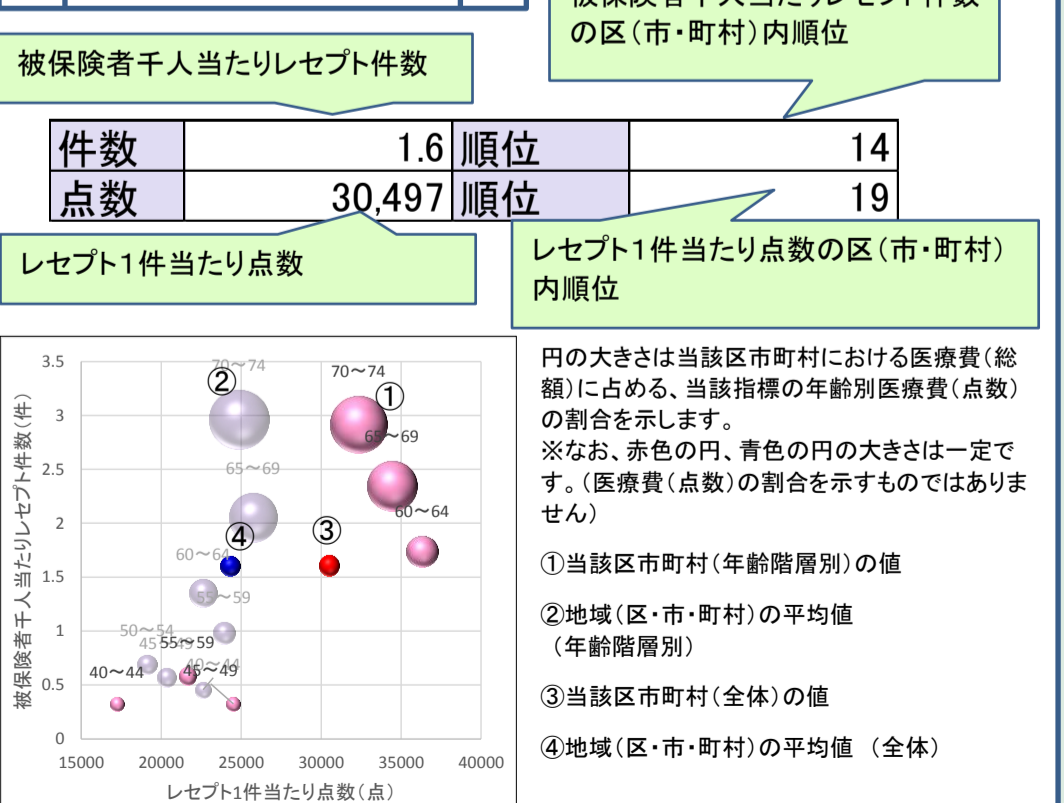 被保険者千人当たりレセプト件数
の区(市・町村)内順位
被保険者千人当たりレセプト件数
件数 1.6 順位 14
点数 30,497 順位 19
レセプト1件当たり点数
レセプト1件当たり点数の区(市・町村)
内順位
被保険者千人当たりレセプト件数(件)
3.5
3
2.5
2
1.5
1
0.5
0
15000 20000 25000 30000 35000 40000
レセプト1件当たり点数(点)
70～74
②
70～74
①
65～69
65～69
60～64
④
③
60～64
55～59
50～54
45～49
55～59
40～44
45～49
40～44
円の大きさは当該区市町村における医療費(総
額)に占める、当該指標の年齢別医療費(点数)
の割合を示します。
※なお、赤色の円、青色の円の大きさは一定で
す。(医療費(点数)の割合を示すものではありま
せん)
①当該区市町村(年齢階層別)の値
②地域(区・市・町村)の平均値
(年齢階層別)
③当該区市町村(全体)の値
④地域(区・市・町村)の平均値 (全体)